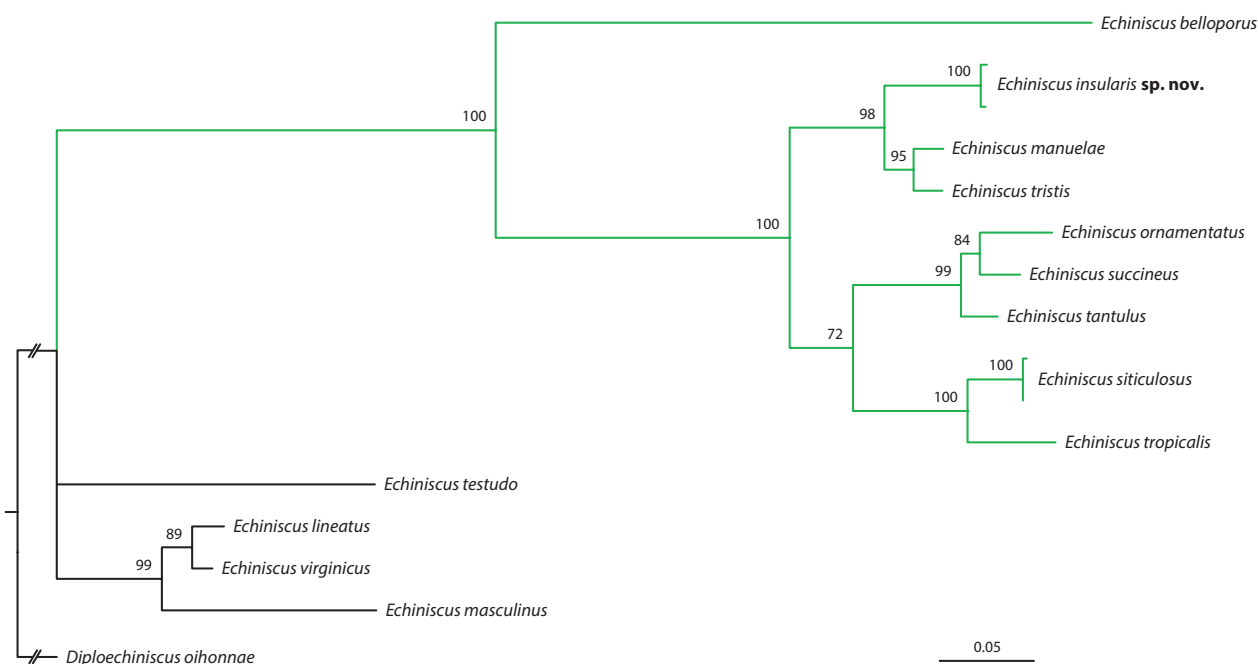 Echiniscus belloporus
100
Echiniscus insularis sp. nov.
100
98
Echiniscus manuelae
95
Echiniscus tristis
100
Echiniscus ornamentatus
84
Echiniscus succineus
99
Echiniscus tantulus
72
100
Echiniscus siticulosus
100
Echiniscus tropicalis
Echiniscus testudo
Echiniscus lineatus
89
99
Echiniscus virginicus
Echiniscus masculinus
Diploechiniscus oihonnae
0.05